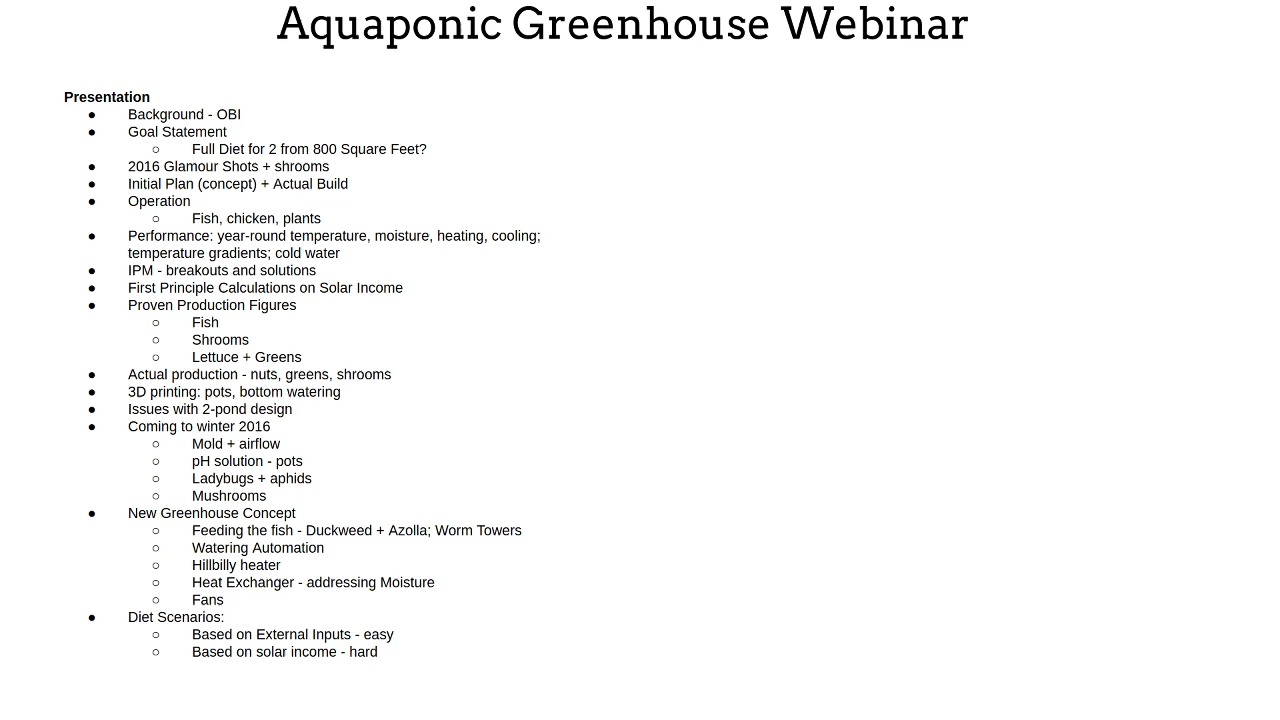 Aquaponic Greenhouse Webinar
Presentation
● Background - OBI
● Goal Statement
○ Full Diet for 2 from 800 Square Feet?
● 2016 Glamour Shots + shrooms
● Initial Plan (concept) + Actual Build
● Operation
○ Fish, chicken, plants
● Performance: year-round temperature, moisture, heating, cooling;
temperature gradients; cold water
● IPM - breakouts and solutions
● First Principle Calculations on Solar Income
● Proven Production Figures
○ Fish
○ Shrooms
○ Lettuce + Greens
● Actual production - nuts, greens, shrooms
● 3D printing: pots, bottom watering
● Issues with 2-pond design
● Coming to winter 2016
○ Mold + airflow
○ pH solution - pots
○ Ladybugs + aphids
○ Mushrooms
● New Greenhouse Concept
○ Feeding the fish - Duckweed + Azolla; Worm Towers
○ Watering Automation
○ Hillbilly heater
○ Heat Exchanger - addressing Moisture
○ Fans
● Diet Scenarios:
○ Based on External Inputs - easy
○ Based on solar income - hard